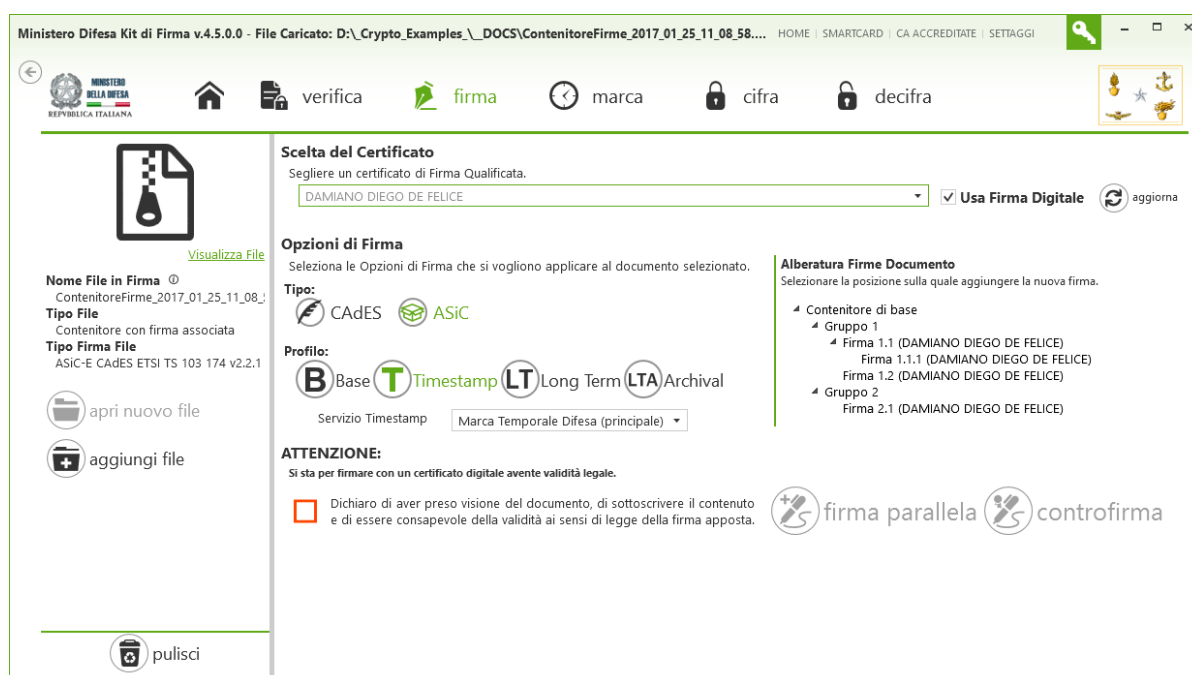 Ministero Difesa Kit di Firma v.4.5.0.0 - File Caricato: D:\_Crypto_Examples_\__DOCS\ContenitoreFirme_2017_01_25_11_08_58.... HOME | SMARTCARD | CA ACCREDITATE | SETTAGGI
MINISTERO
DELLA DIFESA
REPVBBLICA ITALIANA
verifica firma marca cifra decifra
Visualizza File
Nome File in Firma
ContenitoreFirme_2017_01_25_11_08_
Tipo File
Contenitore con firma associata
Tipo Firma File
ASiC-E CAdES ETSI TS 103 174 v2.2.1
apri nuovo file
aggiungi file
pulisci
Scelta del Certificato
Segliere un certificato di Firma Qualificata.
DAMIANO DIEGO DE FELICE Usa Firma Digitale aggiorna
Opzioni di Firma
Seleziona le Opzioni di Firma che si vogliono applicare al documento selezionato.
Tipo:
CAdES ASiC
Profilo:
B Base T Timestamp LT Long Term LTA Archival
Servizio Timestamp Marca Temporale Difesa (principale)
Alberatura Firme Documento
Selezionare la posizione sulla quale aggiungere la nuova firma.
Contenitore di base
Gruppo 1
Firma 1.1 (DAMIANO DIEGO DE FELICE)
Firma 1.1.1 (DAMIANO DIEGO DE FELICE)
Firma 1.2 (DAMIANO DIEGO DE FELICE)
Gruppo 2
Firma 2.1 (DAMIANO DIEGO DE FELICE)
ATTENZIONE:
Si sta per firmare con un certificato digitale avente validità legale.
Dichiaro di aver preso visione del documento, di sottoscrivere il contenuto
e di essere consapevole della validità ai sensi di legge della firma apposta.
firma parallela controfirma